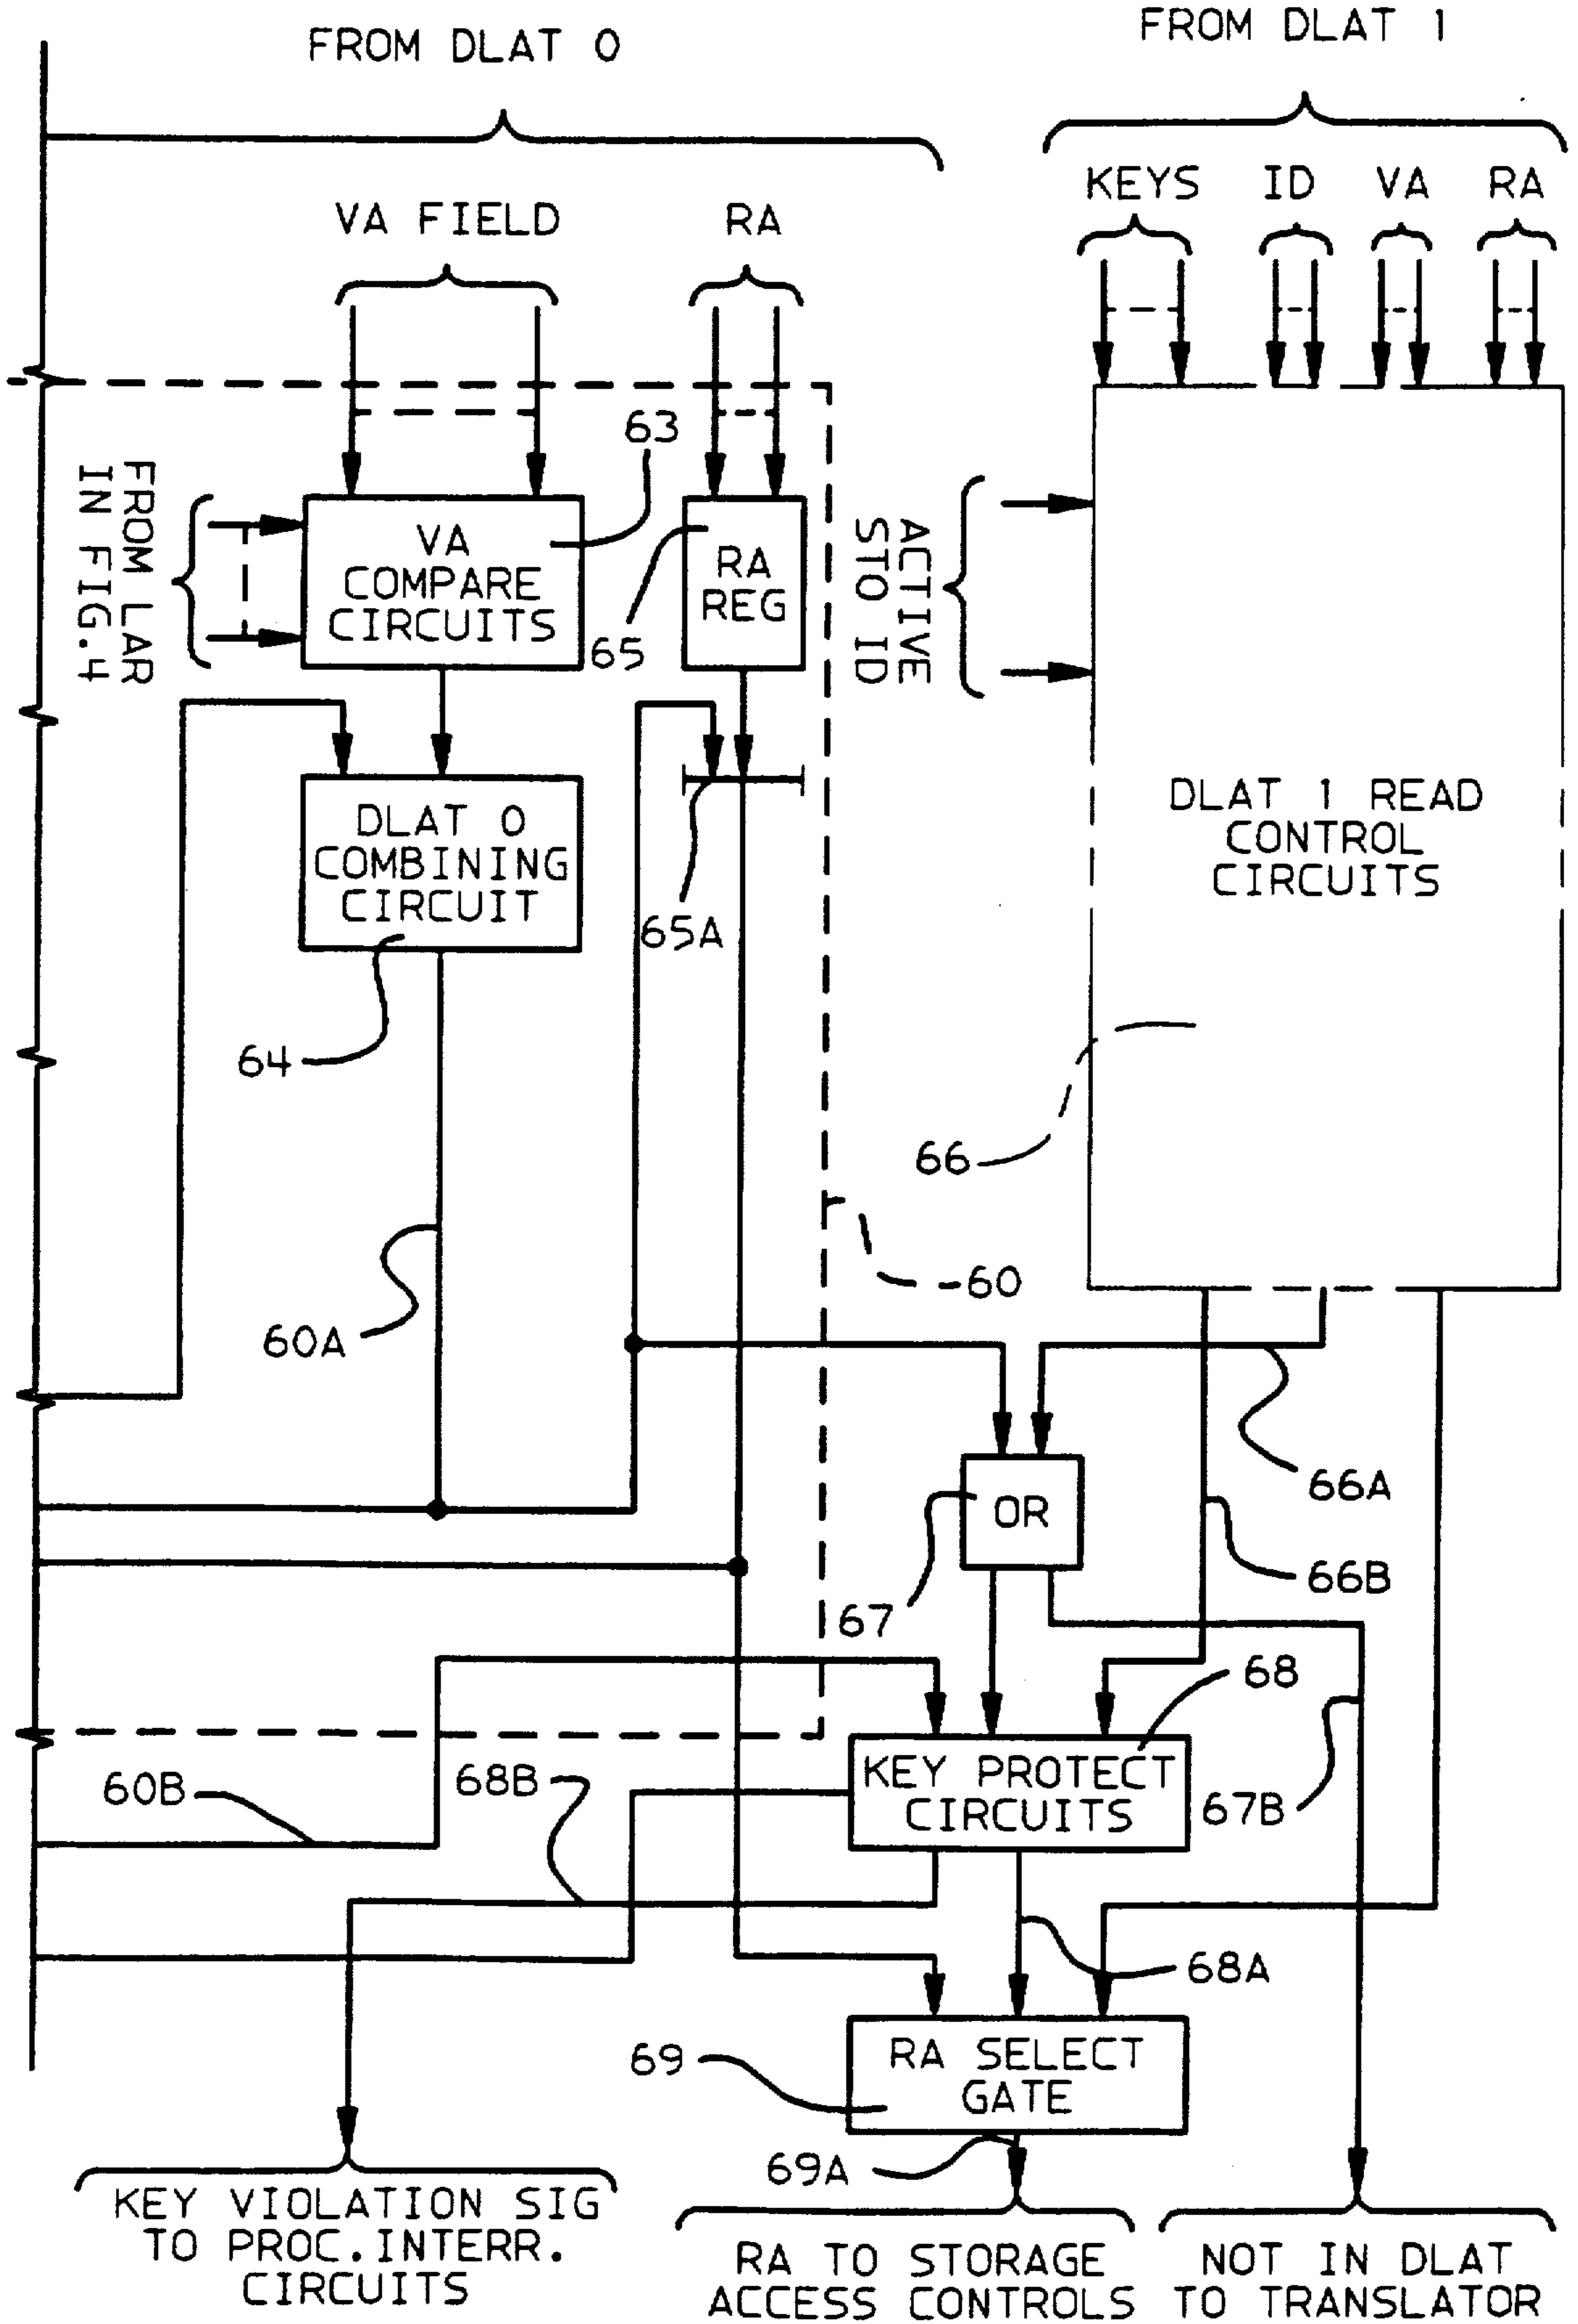 FROM DLAT 0
FROM DLAT 1
KEYS
ID
VA
RA
VA FIELD
RA
63
FROM LAR
IN FIG.4
VA
COMPARE
CIRCUITS
65
RA
REG
ACTIVE
STO ID
DLAT 1 READ
CONTROL
CIRCUITS
DLAT 0
COMBINING
CIRCUIT
65A
64
66
60
60A
66A
OR
66B
67
68
60B
68B
KEY PROTECT
CIRCUITS
67B
68A
69
RA SELECT
GATE
69A
KEY VIOLATION SIG
TO PROC.INTERR.
CIRCUITS
RA TO STORAGE
ACCESS CONTROLS
NOT IN DLAT
TO TRANSLATOR